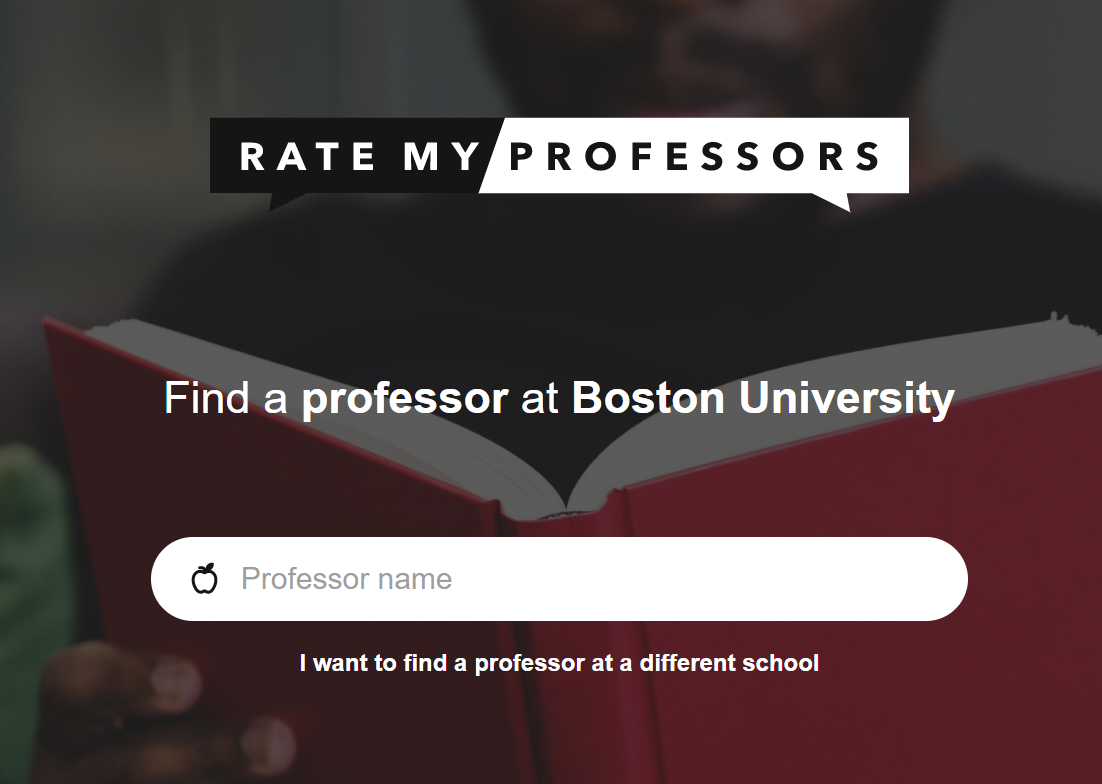 RATE MY PROFESSORS
Find a professor at Boston University
Professor name
I want to find a professor at a different school